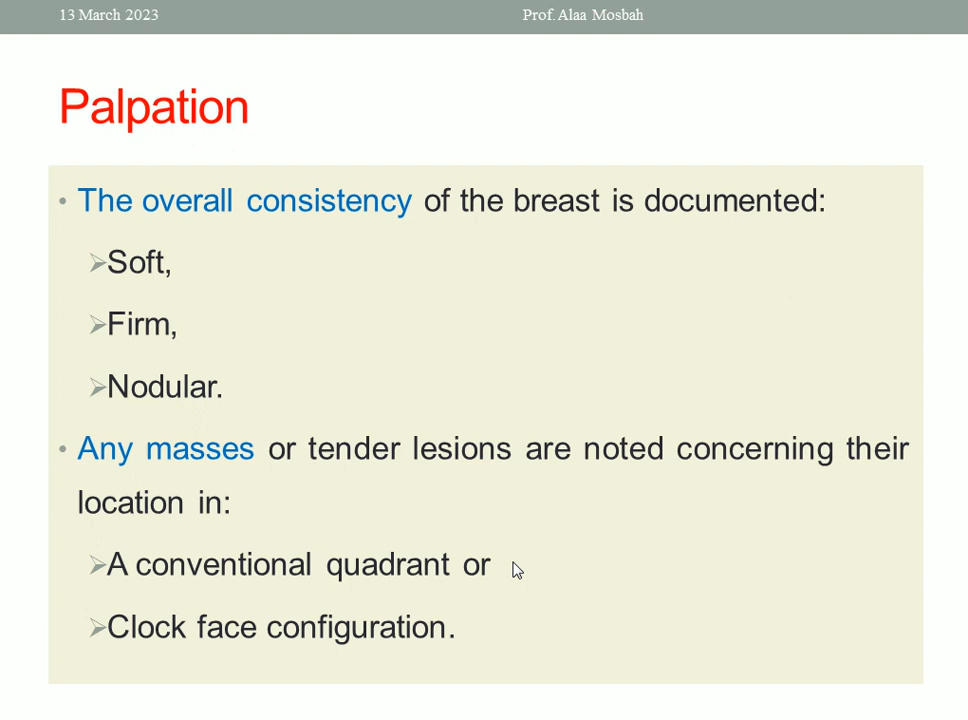 13 March 2023
Prof. Alaa Mosbah
Palpation
• The overall consistency of the breast is documented:
➢Soft,
➢Firm,
➢Nodular.
• Any masses or tender lesions are noted concerning their
location in:
➢A conventional quadrant or
➢Clock face configuration.